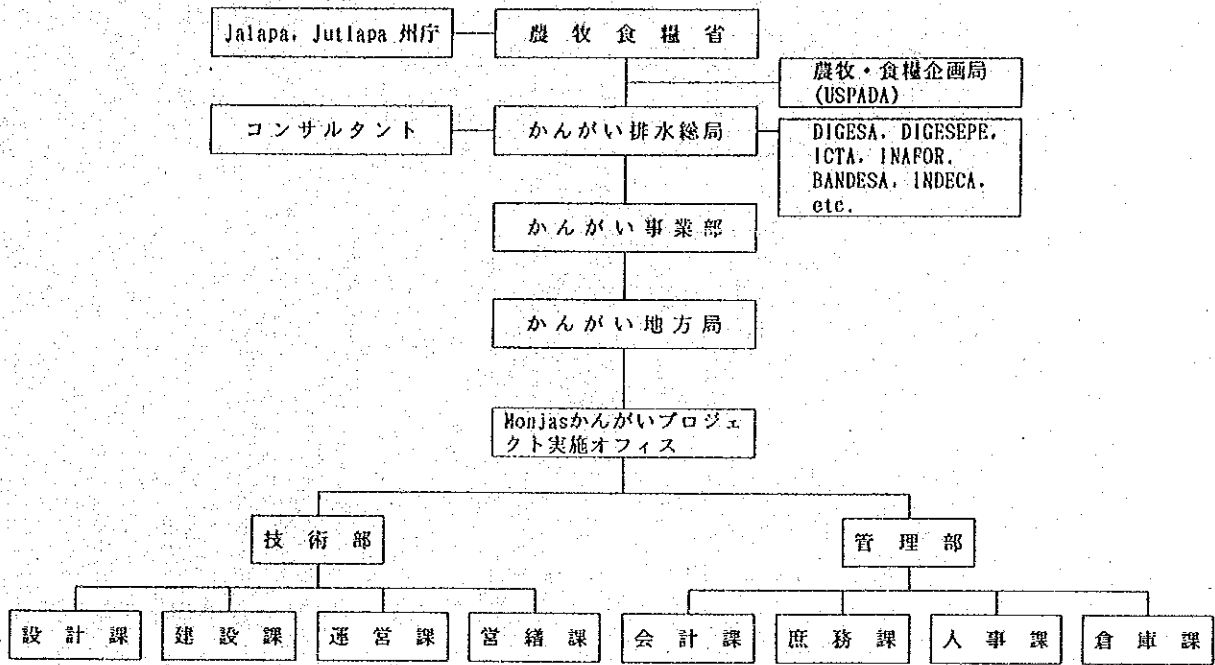 Jalapa, Jutiapa 州庁
農牧食糧省
農牧・食糧企画局
(USPADA)
コンサルタント
かんがい排水総局
DIGESA, DIGESEPE,
ICTA, INAFOR,
BANDESA, INDECA,
etc.
かんがい事業部
かんがい地方局
Monjasかんがいプロジェ
クト実施オフィス
技術部
管理部
設計課
建設課
運営課
営繕課
会計課
庶務課
人事課
倉庫課